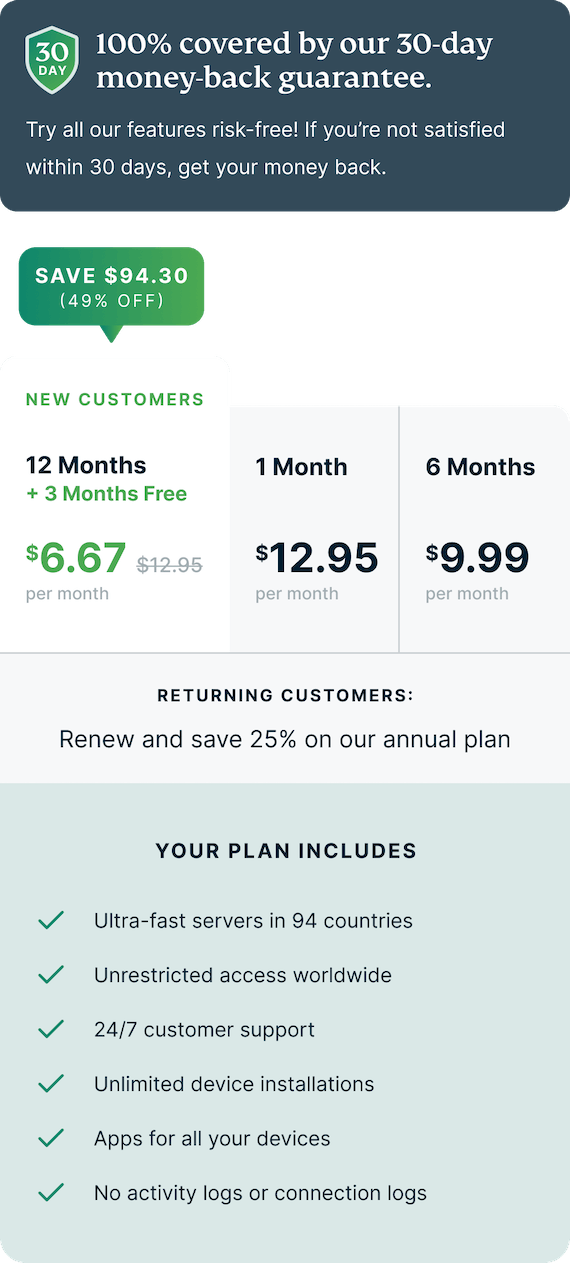 30
DAY
100% covered by our 30-day
money-back guarantee.
Try all our features risk-free! If you’re not satisfied
within 30 days, get your money back.
SAVE $94.30
(49% OFF)
NEW CUSTOMERS
12 Months
+ 3 Months Free
$6.67 $12.95
per month
1 Month
$12.95
per month
6 Months
$9.99
per month
RETURNING CUSTOMERS:
Renew and save 25% on our annual plan
YOUR PLAN INCLUDES
Ultra-fast servers in 94 countries
Unrestricted access worldwide
24/7 customer support
Unlimited device installations
Apps for all your devices
No activity logs or connection logs